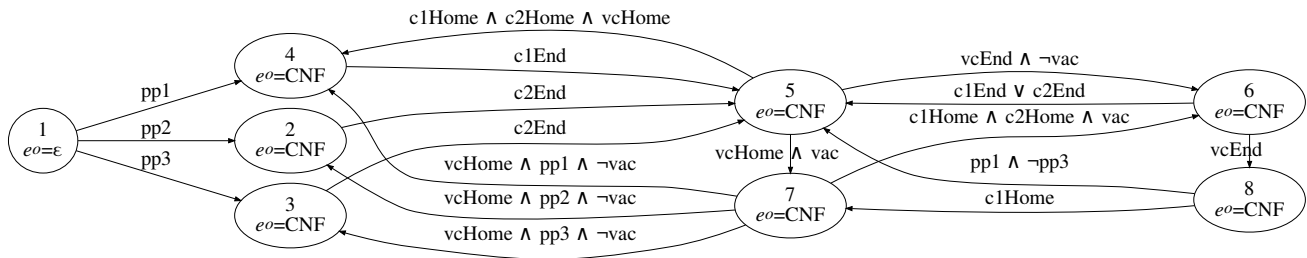 c1Home ∧ c2Home ∧ vcHome
4
eo=CNF
c1End
vcEnd ∧ ¬vac
5
eo=CNF
c1End ∨ c2End
6
eo=CNF
pp1
c2End
c1Home ∧ c2Home ∧ vac
1
eo=ε
pp2
2
eo=CNF
c2End
vcHome ∧ vac
vcEnd
pp3
vcHome ∧ pp1 ∧ ¬vac
pp1 ∧ ¬pp3
3
eo=CNF
vcHome ∧ pp2 ∧ ¬vac
7
eo=CNF
c1Home
8
eo=CNF
vcHome ∧ pp3 ∧ ¬vac